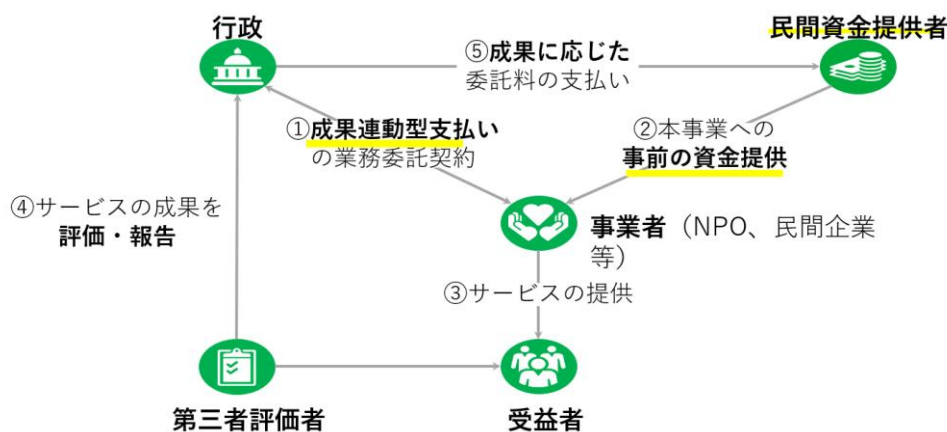 行政
民間資金提供者
⑤成果に応じた
委託料の支払い
①成果連動型支払い
の業務委託契約
②本事業への
事前の資金提供
④サービスの成果を
評価・報告
事業者（NPO、民間企業
等）
③サービスの提供
第三者評価者
受益者